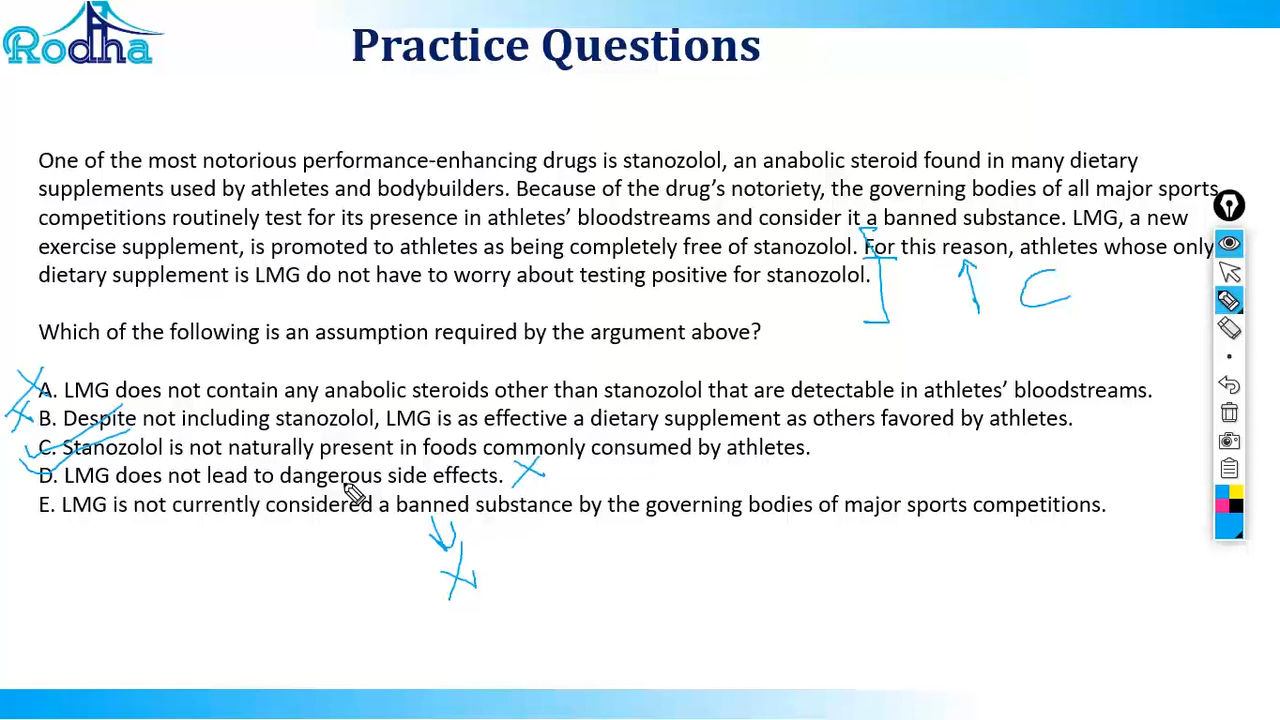 Rodha
Practice Questions
One of the most notorious performance-enhancing drugs is stanozolol, an anabolic steroid found in many dietary
supplements used by athletes and bodybuilders. Because of the drug's notoriety, the governing bodies of all major sports
competitions routinely test for its presence in athletes' bloodstreams and consider it a banned substance. LMG, a new
exercise supplement, is promoted to athletes as being completely free of stanozolol. For this reason, athletes whose only
dietary supplement is LMG do not have to worry about testing positive for stanozolol.
C
Which of the following is an assumption required by the argument above?
A. LMG does not contain any anabolic steroids other than stanozolol that are detectable in athletes' bloodstreams.
B. Despite not including stanozolol, LMG is as effective a dietary supplement as others favored by athletes.
C. Stanozolol is not naturally present in foods commonly consumed by athletes.
D. LMG does not lead to dangerous side effects.
E. LMG is not currently considered a banned substance by the governing bodies of major sports competitions.